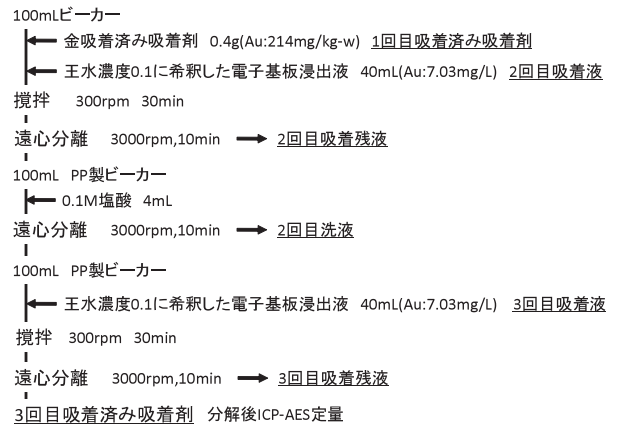 100mLビーカー
金吸着済み吸着剤 0.4g(Au:214mg/kg-w) 1回目吸着済み吸着剤
王水濃度0.1に希釈した電子基板浸出液 40mL(Au:7.03mg/L) 2回目吸着液
撹拌 300rpm 30min
遠心分離 3000rpm,10min 2回目吸着残液
100mL PP製ビーカー
0.1M塩酸 4mL
遠心分離 3000rpm,10min 2回目洗液
100mL PP製ビーカー
王水濃度0.1に希釈した電子基板浸出液 40mL(Au:7.03mg/L) 3回目吸着液
撹拌 300rpm 30min
遠心分離 3000rpm,10min 3回目吸着残液
3回目吸着済み吸着剤 分解後ICP-AES定量